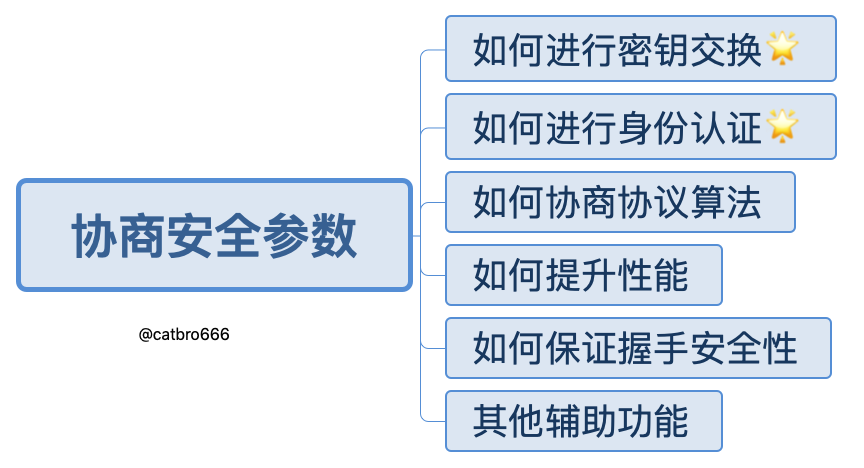 协商安全参数
@catbro666
如何进行密钥交换🌟
如何进行身份认证🌟
如何协商协议算法
如何提升性能
如何保证握手安全性
其他辅助功能